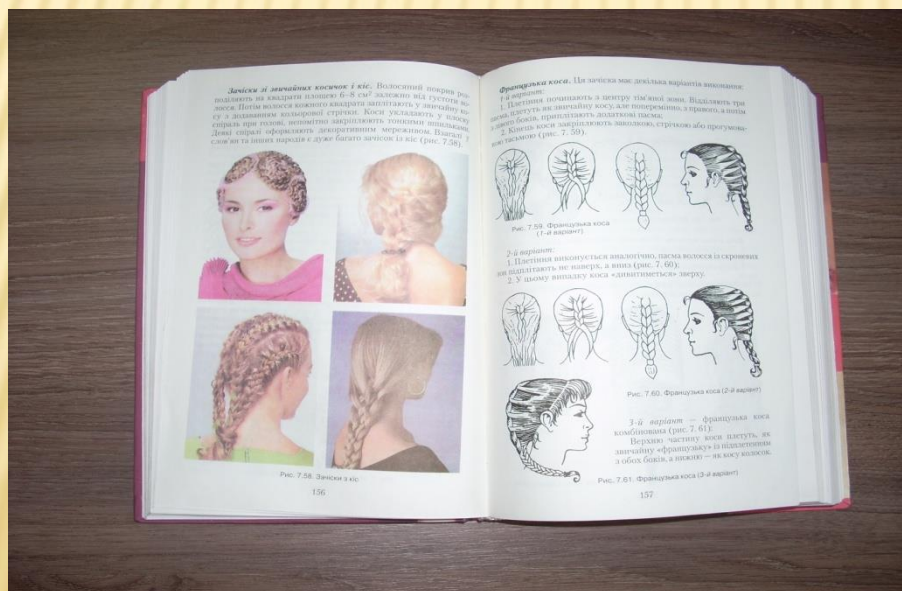 Зачіски зі звичайних косичок і кіс. Волосяний покрив роз-
поділяють на квадрати площею 6–8 см² залежно від густоти во-
лосся. Потім волосся кожного квадрата заплітають у звичайну ко-
су з додаванням кольорової стрічки. Коси укладають у плоску
спіраль при голові, непомітно закріплюють тонкими шпильками.
Деякі спіралі оформляють декоративним мереживом. Взагалі у
слов'ян та інших народів є дуже багато зачісок із кіс (рис. 7.58).
Рис. 7.58. Зачіски з кіс
156
Французька коса. Ця зачіска має декілька варіантів виконання:
1-й варіант:
1. Плетіння починають з центру тім'яної зони. Відділяють три
пасма, плетуть як звичайну косу, але поперемінно, з правого, а потім
з лівого боків, приплітають додаткові пасма;
2. Кінець коси закріплюють заколкою, стрічкою або прогумова-
ною тасьмою (рис. 7. 59).
Рис. 7.59. Французька коса
(1-й варіант)
2-й варіант:
1. Плетіння виконується аналогічно, пасма волосся із скроневих
зон підплітають не наверх, а вниз (рис. 7. 60);
2. У цьому випадку коса «дивитиметься» зверху.
Рис. 7.60. Французька коса (2-й варіант)
3-й варіант — французька коса
комбінована (рис. 7. 61):
Верхню частину коси плетуть, як
звичайну «французьку» із підплетенням
з обох боків, а нижню — як косу колосок.
Рис. 7.61. Французька коса (3-й варіант)
157